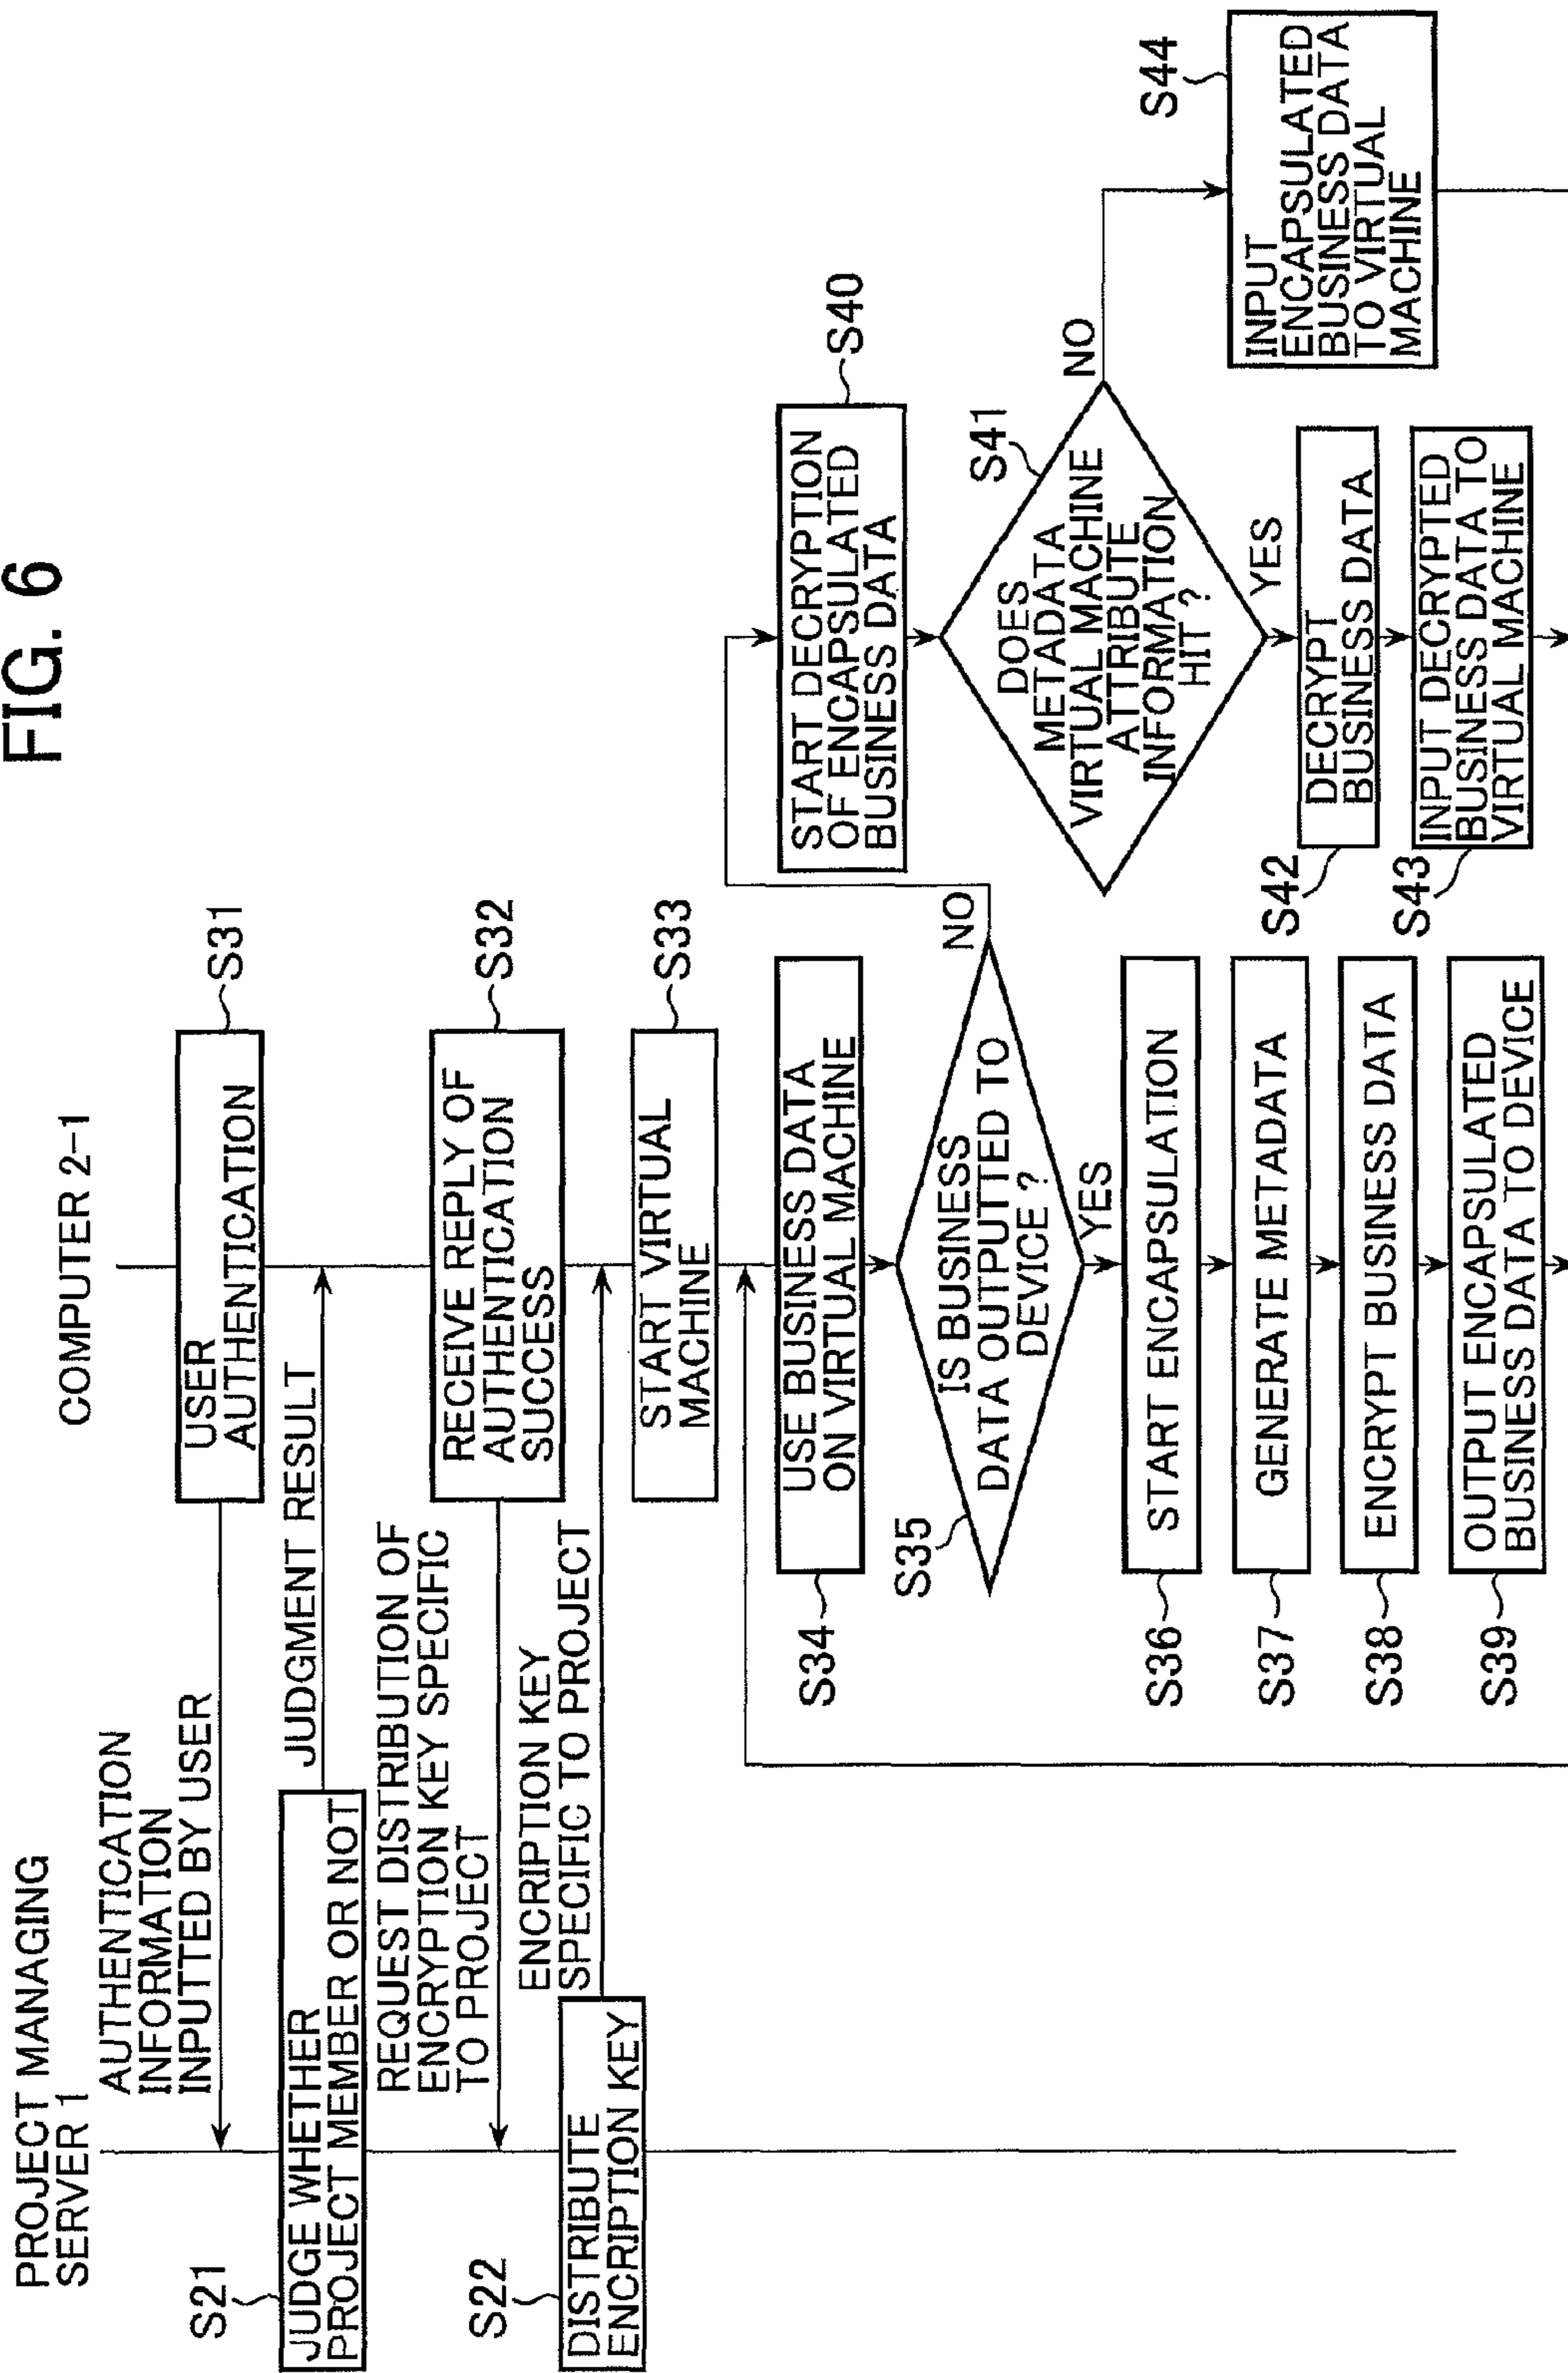 FIG. 6
PROJECT MANAGING
SERVER 1
COMPUTER 2-1
AUTHENTICATION
INFORMATION
INPUTTED BY USER
USER
AUTHENTICATION
S31
S21
JUDGE WHETHER
PROJECT MEMBER OR NOT
JUDGMENT RESULT
REQUEST DISTRIBUTION OF
ENCRYPTION KEY SPECIFIC
TO PROJECT
RECEIVE REPLY OF
AUTHENTICATION
SUCCESS
S32
S22
DISTRIBUTE
ENCRIPTION KEY
ENCRIPTION KEY
SPECIFIC TO PROJECT
START VIRTUAL
MACHINE
S33
S34
USE BUSINESS DATA
ON VIRTUAL MACHINE
S35
IS BUSINESS
DATA OUTPUTTED TO
DEVICE ?
NO
YES
S36
START ENCAPSULATION
S37
GENERATE METADATA
S38
ENCRYPT BUSINESS DATA
S39
OUTPUT ENCAPSULATED
BUSINESS DATA TO DEVICE
START DECRYPTION
OF ENCAPSULATED
BUSINESS DATA
S40
S41
DOES
METADATA
VIRTUAL MACHINE
ATTRIBUTE
INFORMATION
HIT ?
NO
YES
S42
DECRYPT
BUSINESS DATA
S43
INPUT DECRYPTED
BUSINESS DATA TO
VIRTUAL MACHINE
S44
INPUT
ENCAPSULATED
BUSINESS DATA
TO VIRTUAL
MACHINE